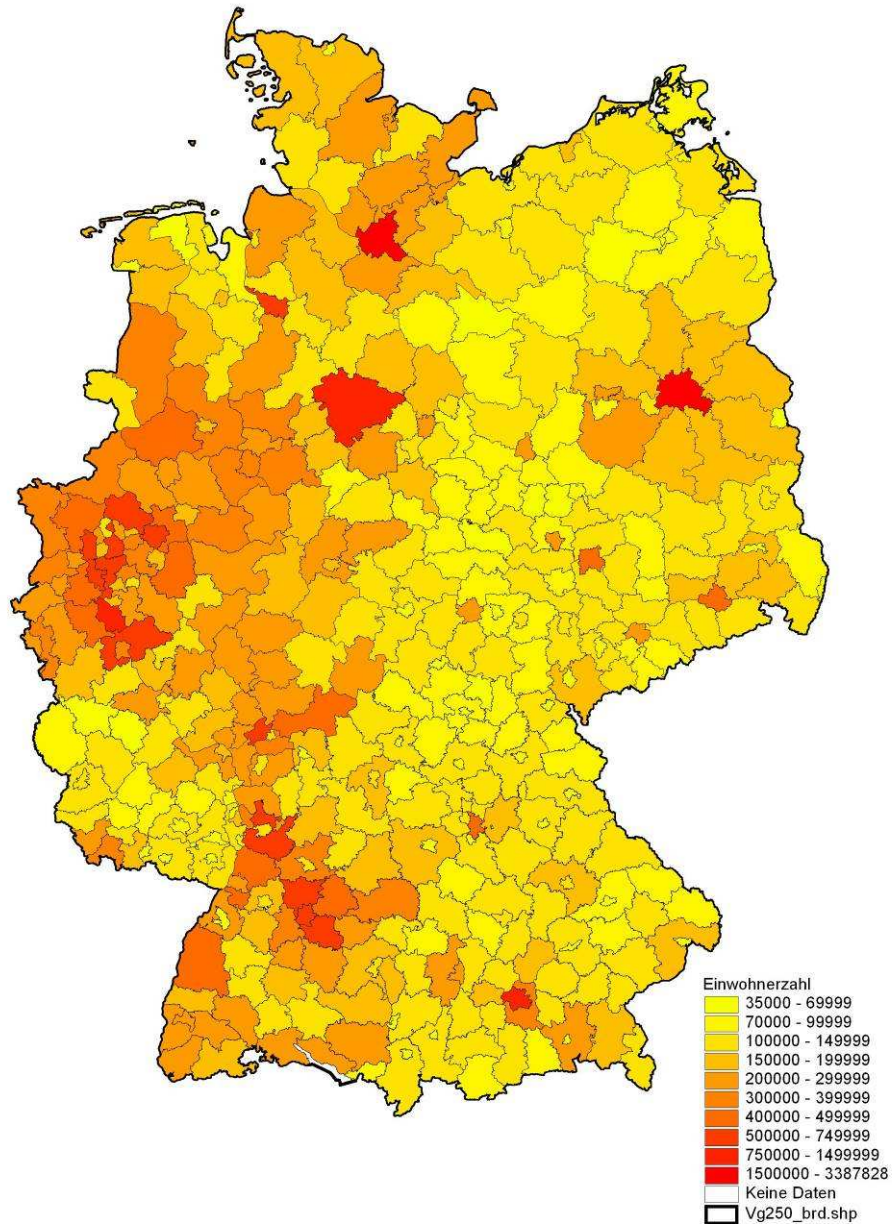 Einwohnerzahl
35000 - 69999
70000 - 99999
100000 - 149999
150000 - 199999
200000 - 299999
300000 - 399999
400000 - 499999
500000 - 749999
750000 - 1499999
1500000 - 3387828
Keine Daten
Vg250_brd.shp